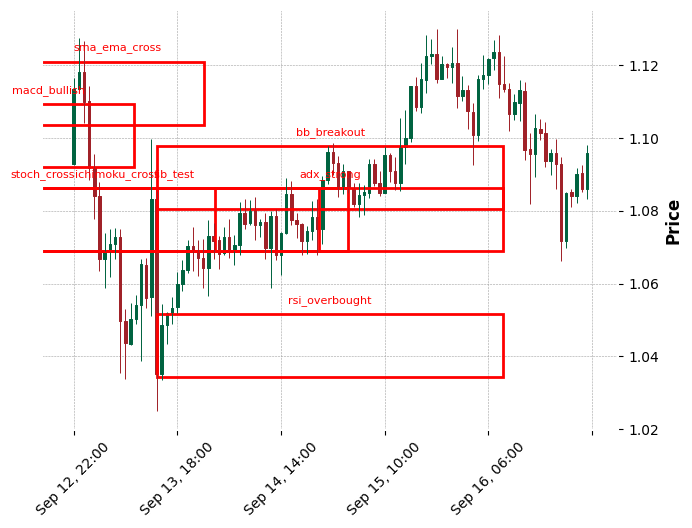 sma_ema_cross
macd_bullish
bb_breakout
adx_strong
rsi_overbought
1.12
1.10
1.08
1.06
1.04
1.02
Price
Sep 12, 22:00
Sep 13, 18:00
Sep 14, 14:00
Sep 15, 10:00
Sep 16, 06:00